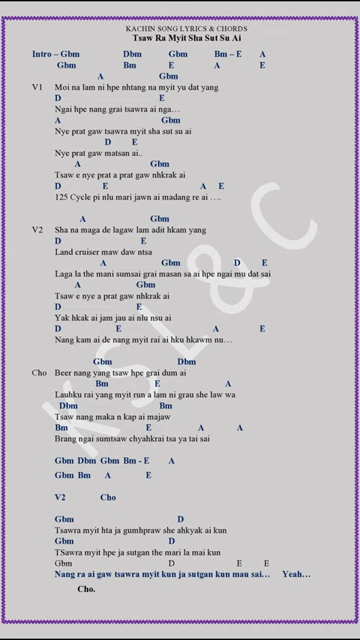 KACHIN SONG LYRICS & CHORDS
Tsaw Ra Myit Sha Sut Su Ai
Intro – Gbm Dbm Gbm Bm – E A
Gbm Bm E A E
A Gbm
V1 Moi na lam ni hpe nhtang na myit yu dat yang
D E
Ngai hpe nang grai tsawra ai nga…
A Gbm
Nye prat gaw tsawra myit sha sut su ai
D E
Nye prat gaw matsan ai..
A Gbm
Tsaw e nye prat a prat gaw nhkrak ai
D E A E
125 Cycle pi nlu mari jawn ai madang re ai ….
A Gbm
V2 Sha na maga de lagaw lam adit hkam yang
D E
Land cruiser maw daw ntsa
A Gbm D E
Laga la the mani sumsai grai masan sa ai hpe ngai mu dat sai
A Gbm
Tsaw e nye a prat gaw nhkrak ai
D E
Yak hkak ai jam jau ai nlu nsu ai
D E A E
Nang kam ai de nang myit rai ai hku hkawm nu…
Gbm Dbm
Cho Beer nang yang tsaw hpe grai dum ai
Bm E A
Lauhku rai yang myit run a lam ni grau she law wa
Dbm Bm
Tsaw nang maka n kap ai majaw
Bm E A A
Brang ngai sumtsaw chyahkrai tsa ya tai sai
Gbm Dbm Gbm Bm - E A
Gbm Bm A E
V2 Cho
Gbm D
Tsawra myit hta ja gumhpraw she ahkyak ai kun
Gbm D
TSawra myit hpe ja sutgan the mari la mai kun
Gbm D E E
Nang ra ai gaw tsawra myit kun ja sutgan kun mau sai… Yeah…
Cho.
KSL&C